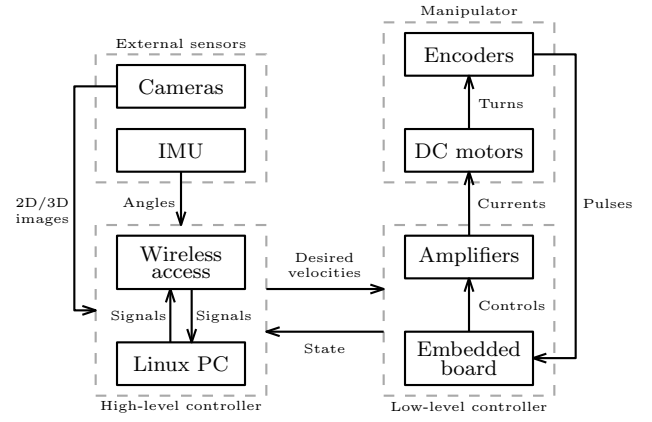 Manipulator
External sensors
Encoders
Cameras
Turns
IMU
DC motors
2D/3D
images
Angles
Currents
Pulses
Wireless
access
Desired
velocities
Amplifiers
Signals
Signals
Controls
State
Linux PC
Embedded
board
High-level controller
Low-level controller